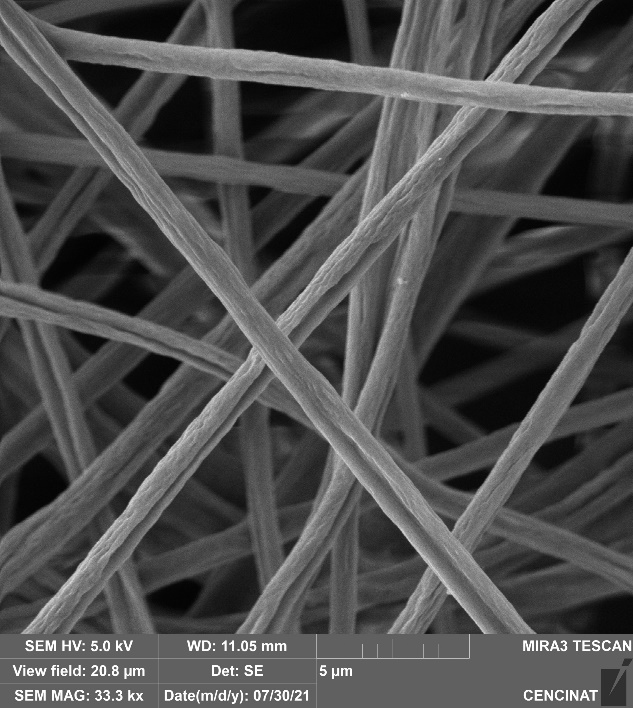 SEM HV: 5.0 kV WD: 11.05 mm MIRA3 TESCAN
View field: 20.8 µm Det: SE 5 µm
SEM MAG: 33.3 kx Date(m/d/y): 07/30/21 CENCINAT